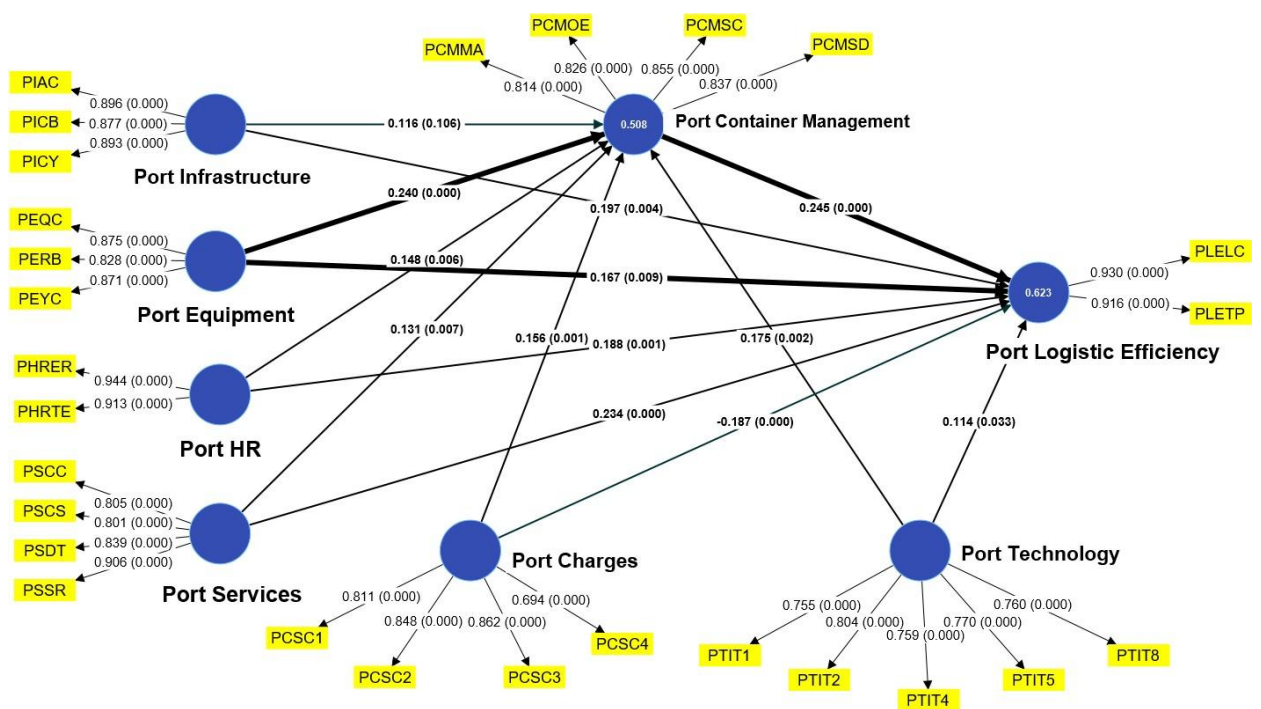 PCMOE
PCMSC
PCMMA
PCMSD
0.826 (0.000)
0.855 (0.000)
0.814 (0.000)
0.837 (0.000)
0.508
Port Container Management
PIAC
0.896 (0.000)
PICB
0.877 (0.000)
PICY
0.893 (0.000)
Port Infrastructure
0.116 (0.106)
0.240 (0.000)
0.197 (0.004)
0.245 (0.000)
PEQC
0.875 (0.000)
PERB
0.828 (0.000)
PEYC
0.871 (0.000)
Port Equipment
0.148 (0.006)
0.167 (0.009)
PLELC
0.930 (0.000)
0.623
0.916 (0.000)
PLETP
Port Logistic Efficiency
0.131 (0.007)
0.156 (0.001)
0.188 (0.001)
0.175 (0.002)
PHRER
0.944 (0.000)
PHRTE
0.913 (0.000)
Port HR
0.234 (0.000)
-0.187 (0.000)
0.114 (0.033)
PSCC
0.805 (0.000)
PSCS
0.801 (0.000)
PSDT
0.839 (0.000)
PSSR
0.906 (0.000)
Port Services
Port Charges
0.811 (0.000)
0.848 (0.000)
0.862 (0.000)
0.694 (0.000)
PCSC1
PCSC2
PCSC3
PCSC4
Port Technology
0.755 (0.000)
0.804 (0.000)
0.759 (0.000)
0.770 (0.000)
0.760 (0.000)
PTIT1
PTIT2
PTIT4
PTIT5
PTIT8